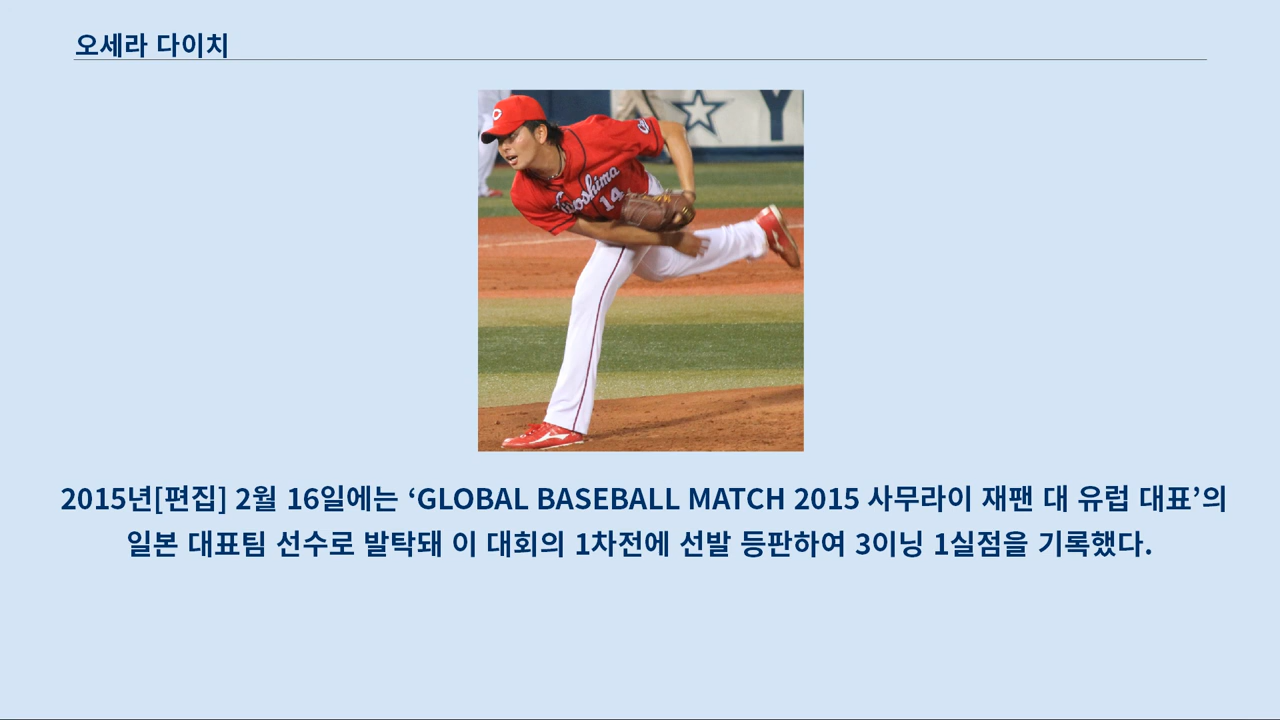 오세라 다이치
C
Y
Hiroshima
14
2015년[편집] 2월 16일에는 ‘GLOBAL BASEBALL MATCH 2015 사무라이 재팬 대 유럽 대표’의
일본 대표팀 선수로 발탁돼 이 대회의 1차전에 선발 등판하여 3이닝 1실점을 기록했다.